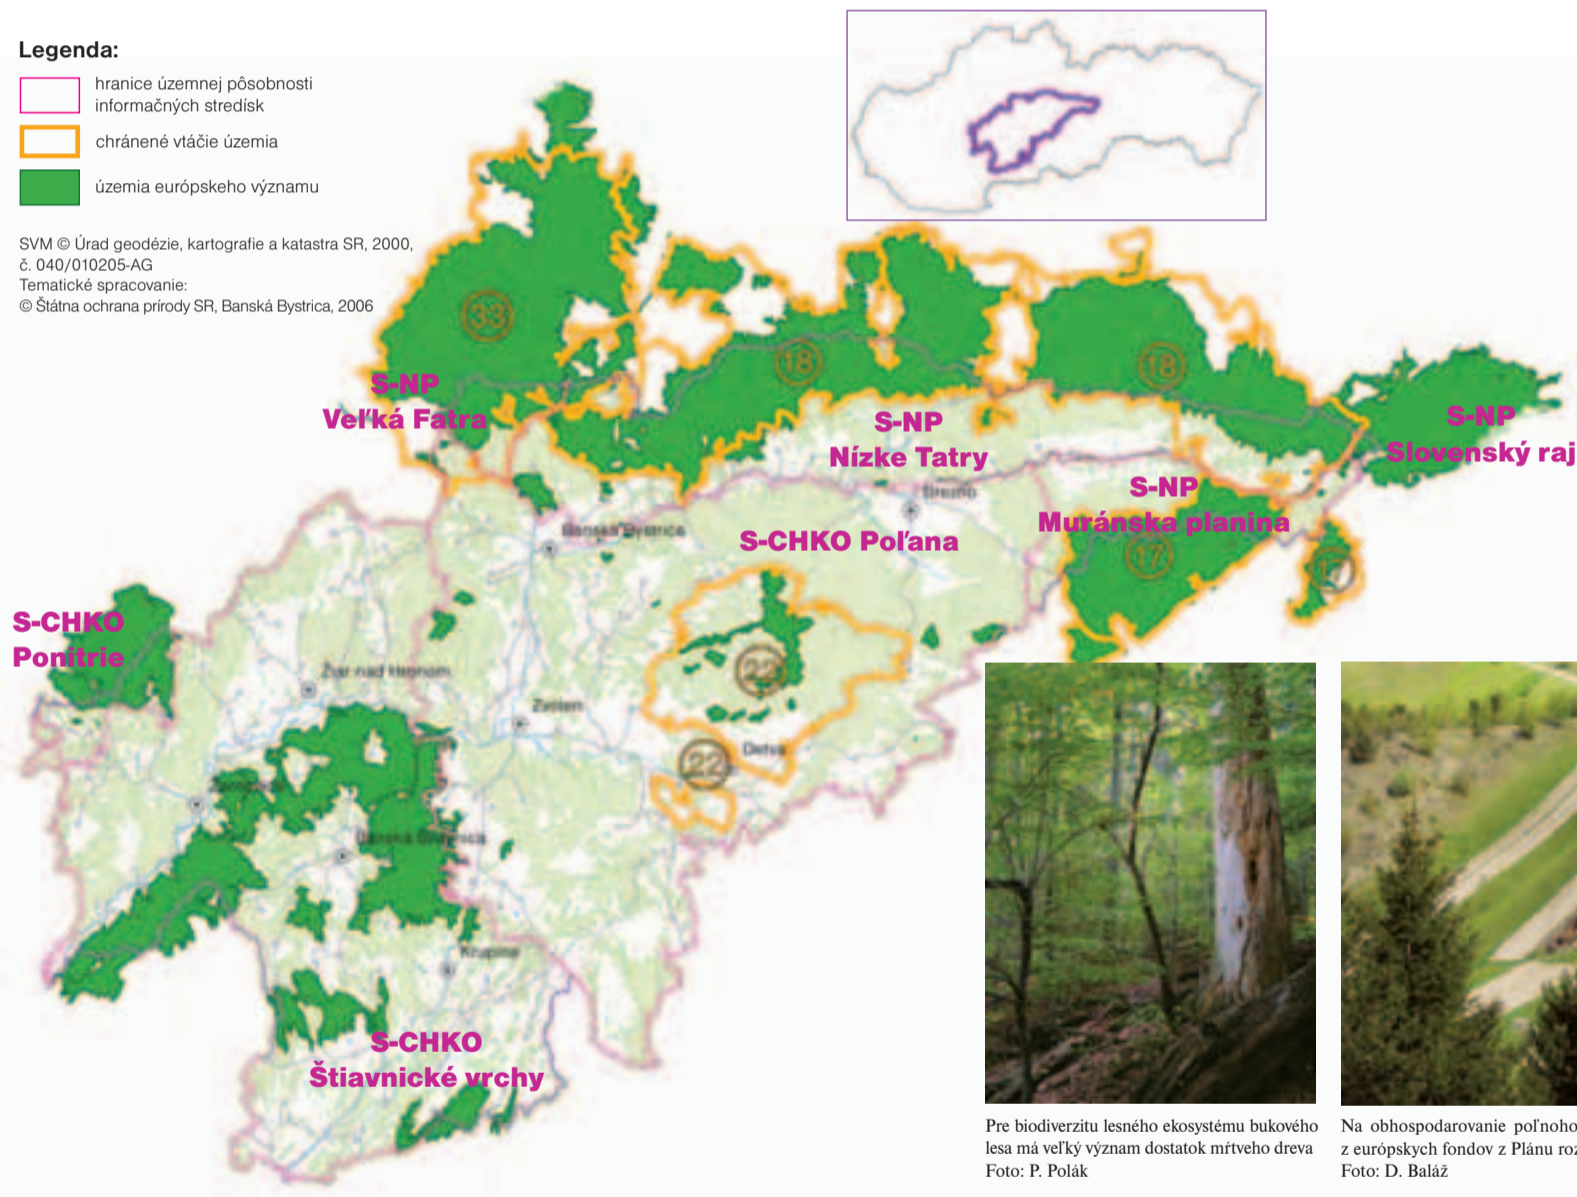 Legenda:
hranice územnej pôsobnosti
informačných stredísk
chránené vtáčie územia
územia európskeho významu
SVM © Úrad geodézie, kartografie a katastra SR, 2000,
č. 040/010205-AG
Tematické spracovanie:
© Štátna ochrana prírody SR, Banská Bystrica, 2006
33
18
18
S-NP
Veľká Fatra
S-NP
Nízke Tatry
S-NP
Slovenský raj
S-NP
Muránska planina
17
17
Brezno
Banská Bystrica
S-CHKO Poľana
S-CHKO
Ponitrie
Žiar nad Hronom
22
Zvolen
Detva
22
Banská Štiavnica
Krupina
S-CHKO
Štiavnické vrchy
Pre biodiverzitu lesného ekosystému bukového
lesa má veľký význam dostatok mŕtveho dreva
Foto: P. Polák
Na obhospodarovanie poľnoho
z európskych fondov z Plánu roz
Foto: D. Baláž